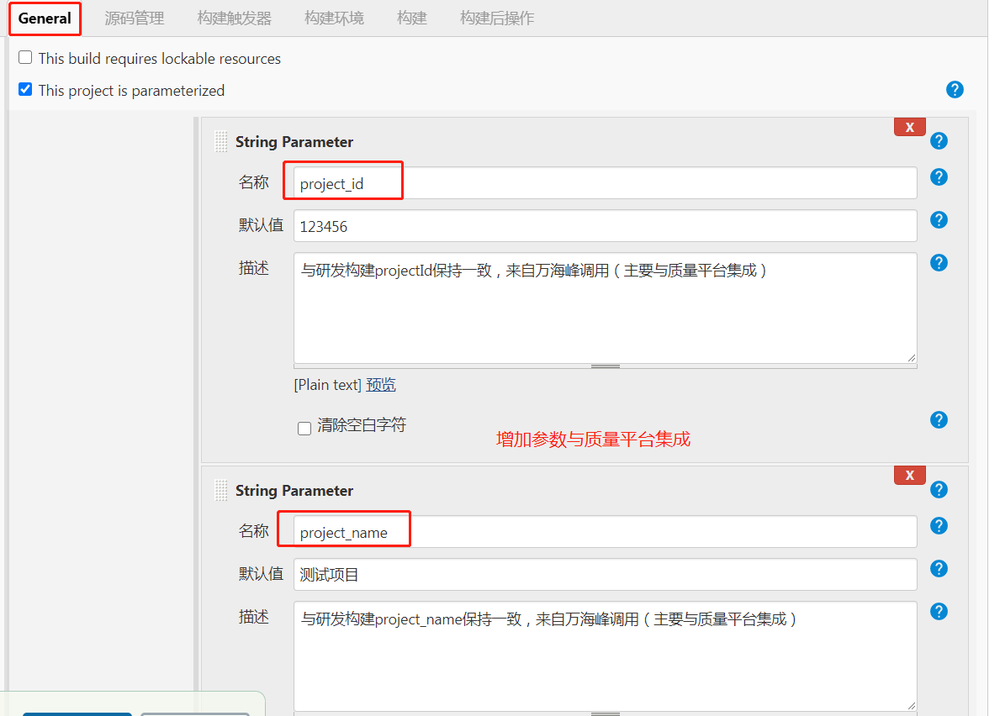 General 源码管理 构建触发器 构建环境 构建 构建后操作
This build requires lockable resources
This project is parameterized
String Parameter
X
名称 project_id
默认值 123456
描述 与研发构建projectId保持一致，来自万海峰调用（主要与质量平台集成）
[Plain text] 预览
清除空白字符
增加参数与质量平台集成
String Parameter
X
名称 project_name
默认值 测试项目
描述 与研发构建project_name保持一致，来自万海峰调用（主要与质量平台集成）